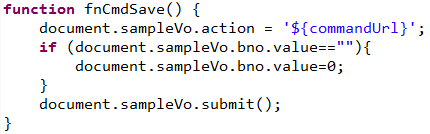 function fnCmdSave() {
    document.sampleVo.action = '${commandUrl}';
    if (document.sampleVo.bno.value==""){
        document.sampleVo.bno.value=0;
    }
    document.sampleVo.submit();
}